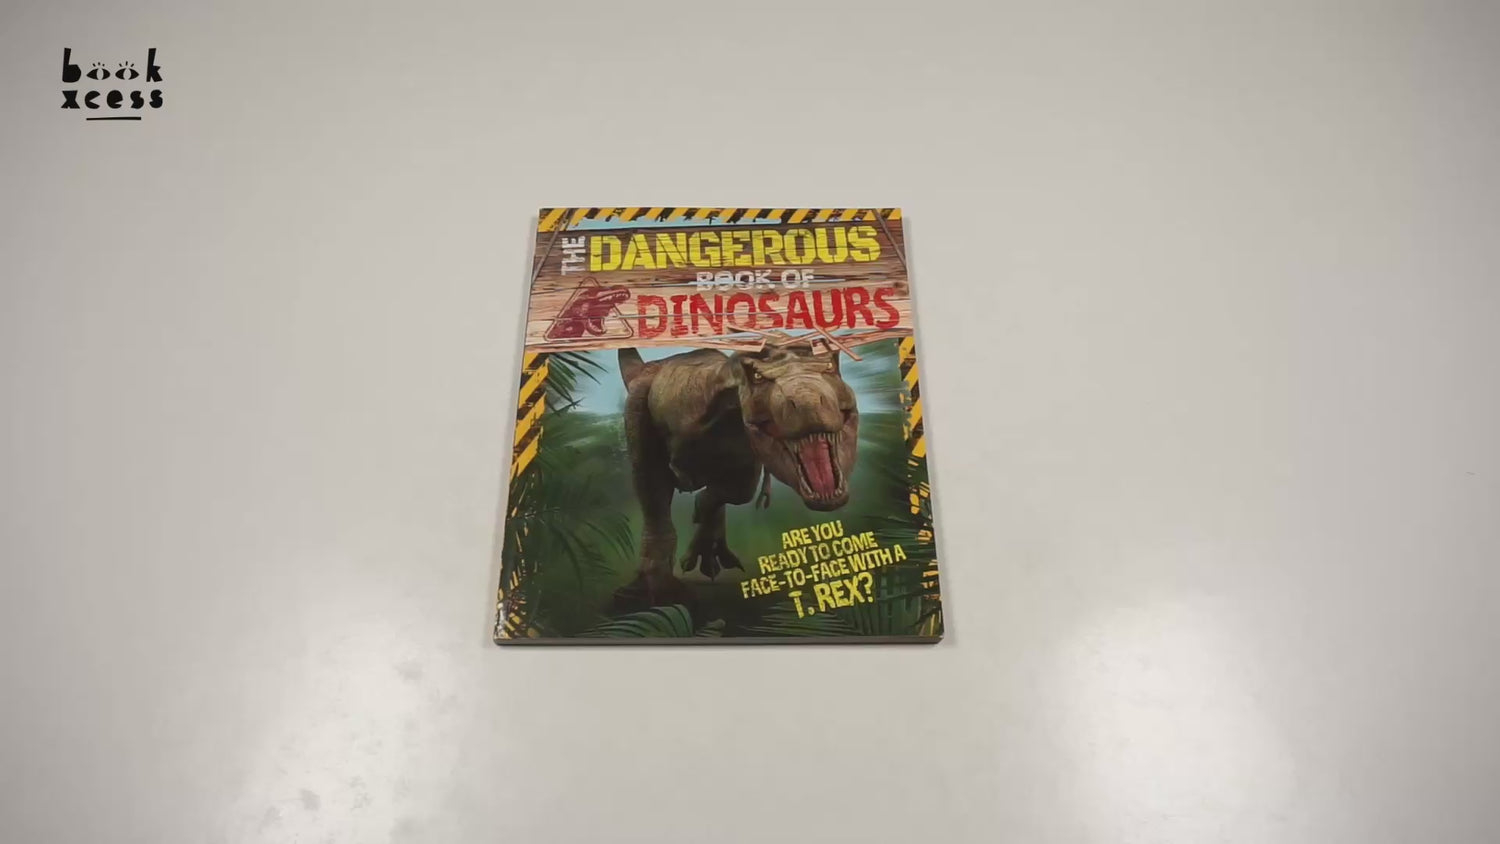 book
xcess
THE DANGEROUS
BOOK OF
DINOSAURS
ARE YOU
READY TO COME
FACE-TO-FACE WITH A
T. REX?